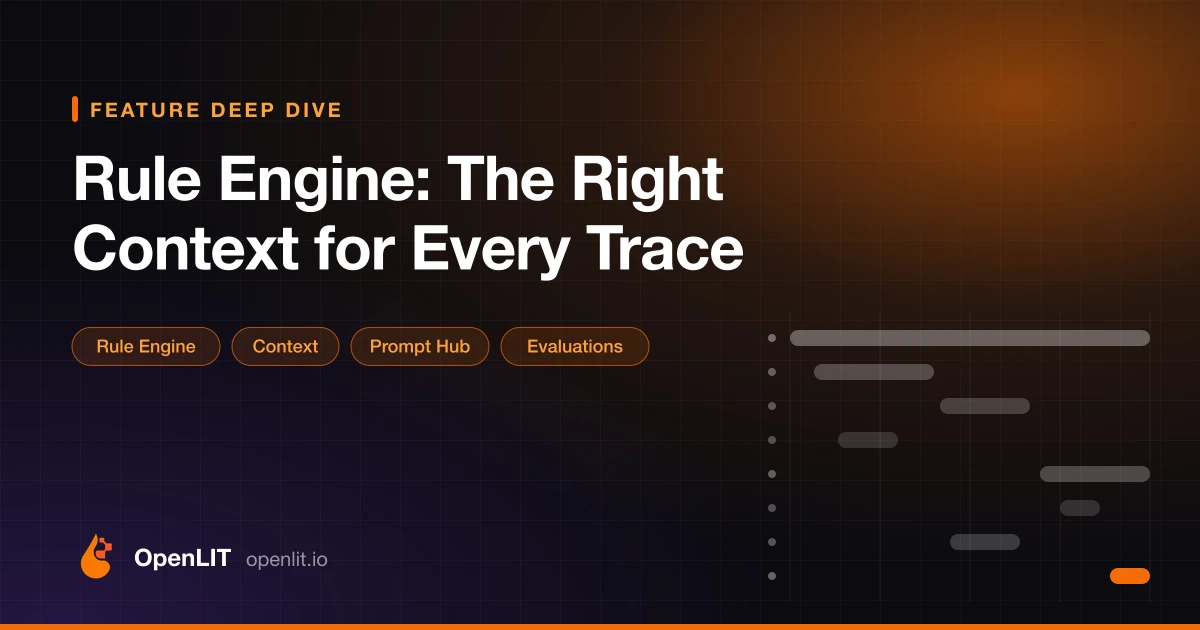 FEATURE DEEP DIVE
Rule Engine: The Right
Context for Every Trace
Rule Engine
Context
Prompt Hub
Evaluations
OpenLIT openlit.io